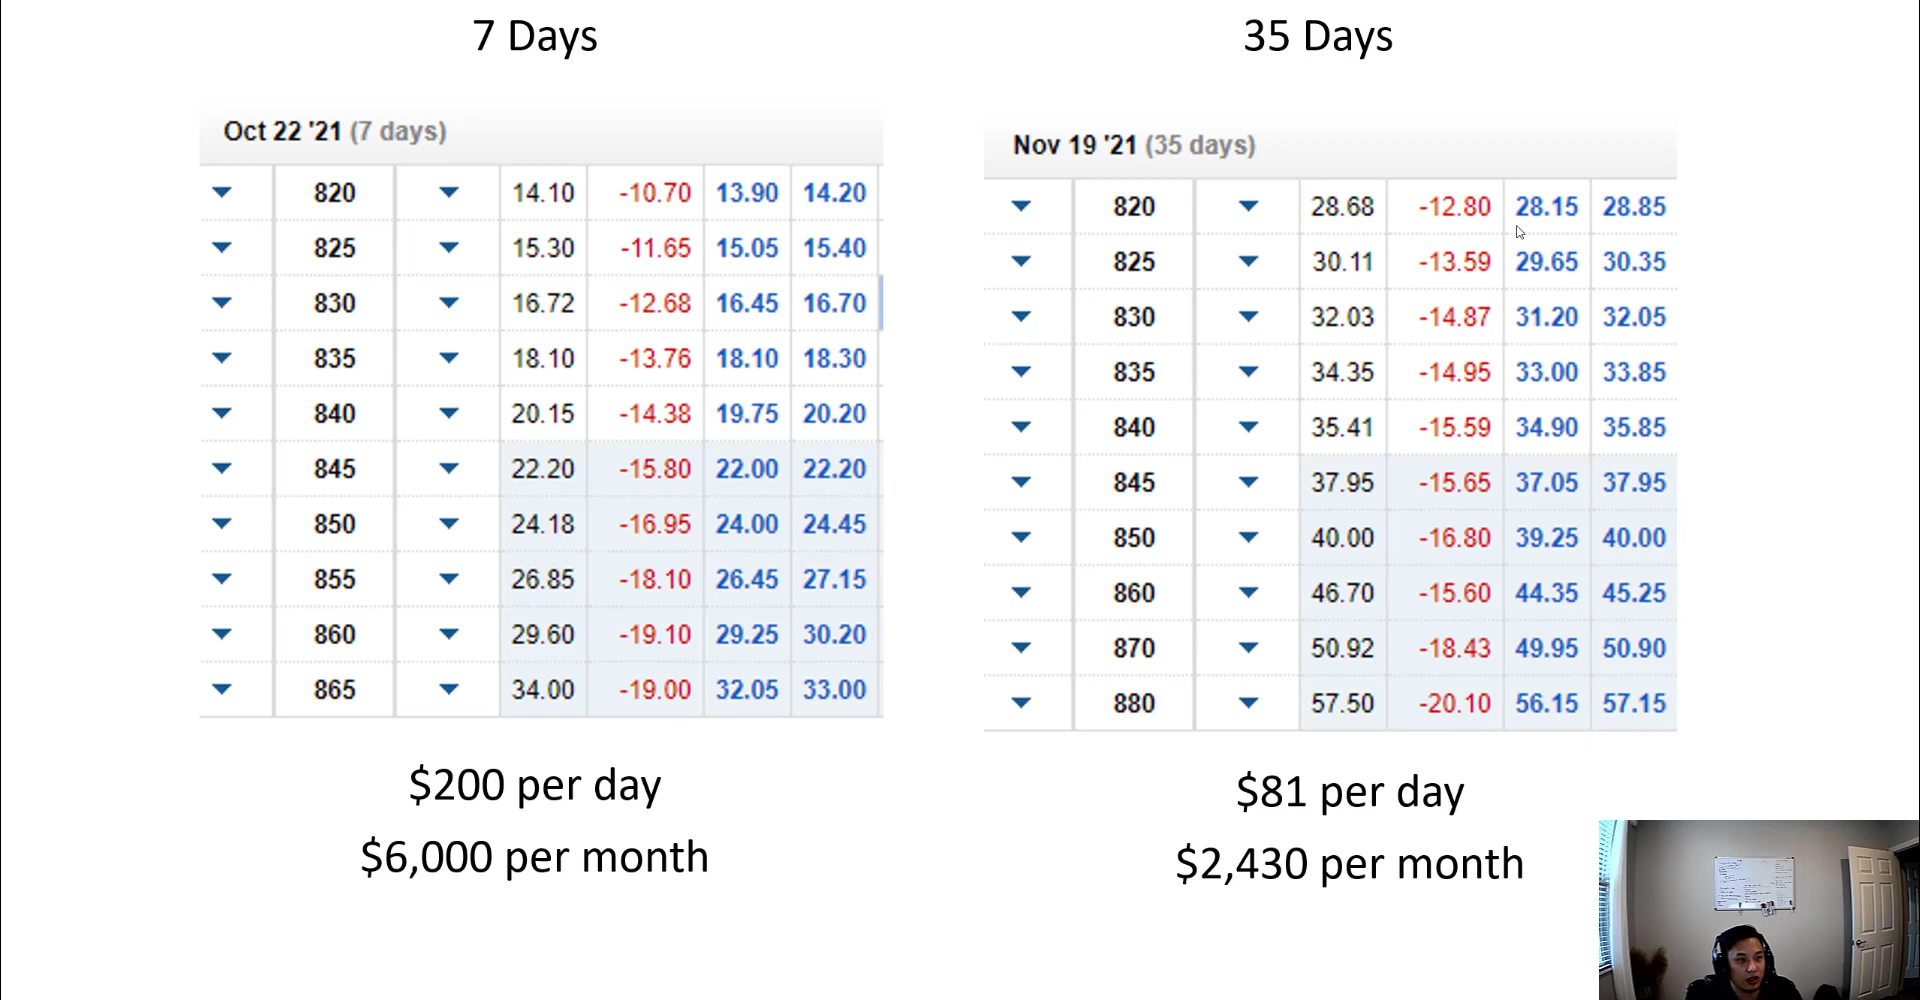 7 Days
Oct 22 '21 (7 days)
820 14.10 -10.70 13.90 14.20
825 15.30 -11.65 15.05 15.40
830 16.72 -12.68 16.45 16.70
835 18.10 -13.76 18.10 18.30
840 20.15 -14.38 19.75 20.20
845 22.20 -15.80 22.00 22.20
850 24.18 -16.95 24.00 24.45
855 26.85 -18.10 26.45 27.15
860 29.60 -19.10 29.25 30.20
865 34.00 -19.00 32.05 33.00
$200 per day
$6,000 per month
35 Days
Nov 19 '21 (35 days)
820 28.68 -12.80 28.15 28.85
825 30.11 -13.59 29.65 30.35
830 32.03 -14.87 31.20 32.05
835 34.35 -14.95 33.00 33.85
840 35.41 -15.59 34.90 35.85
845 37.95 -15.65 37.05 37.95
850 40.00 -16.80 39.25 40.00
860 46.70 -15.60 44.35 45.25
870 50.92 -18.43 49.95 50.90
880 57.50 -20.10 56.15 57.15
$81 per day
$2,430 per month